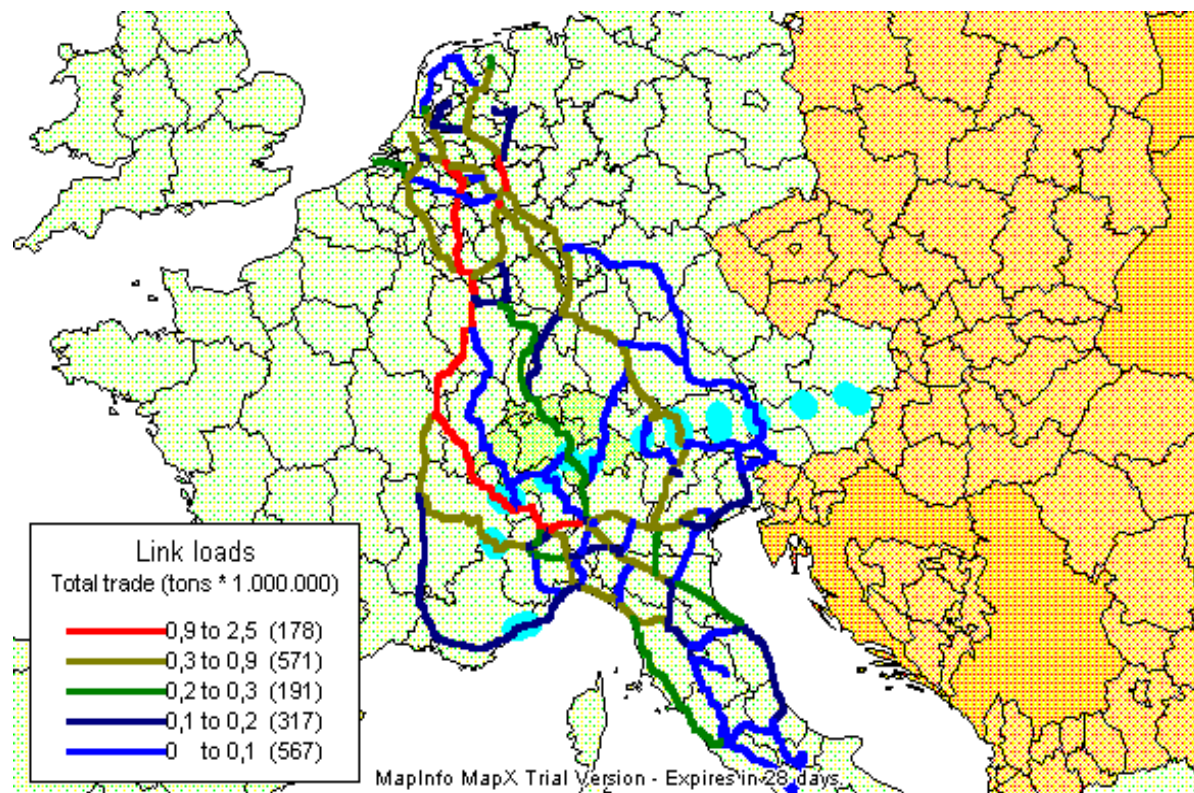 Link loads
Total trade (tons * 1.000.000)
0,9 to 2,5 (178)
0,3 to 0,9 (571)
0,2 to 0,3 (191)
0,1 to 0,2 (317)
0 to 0,1 (567)
MapInfo MapX Trial Version - Expires in 28 days.